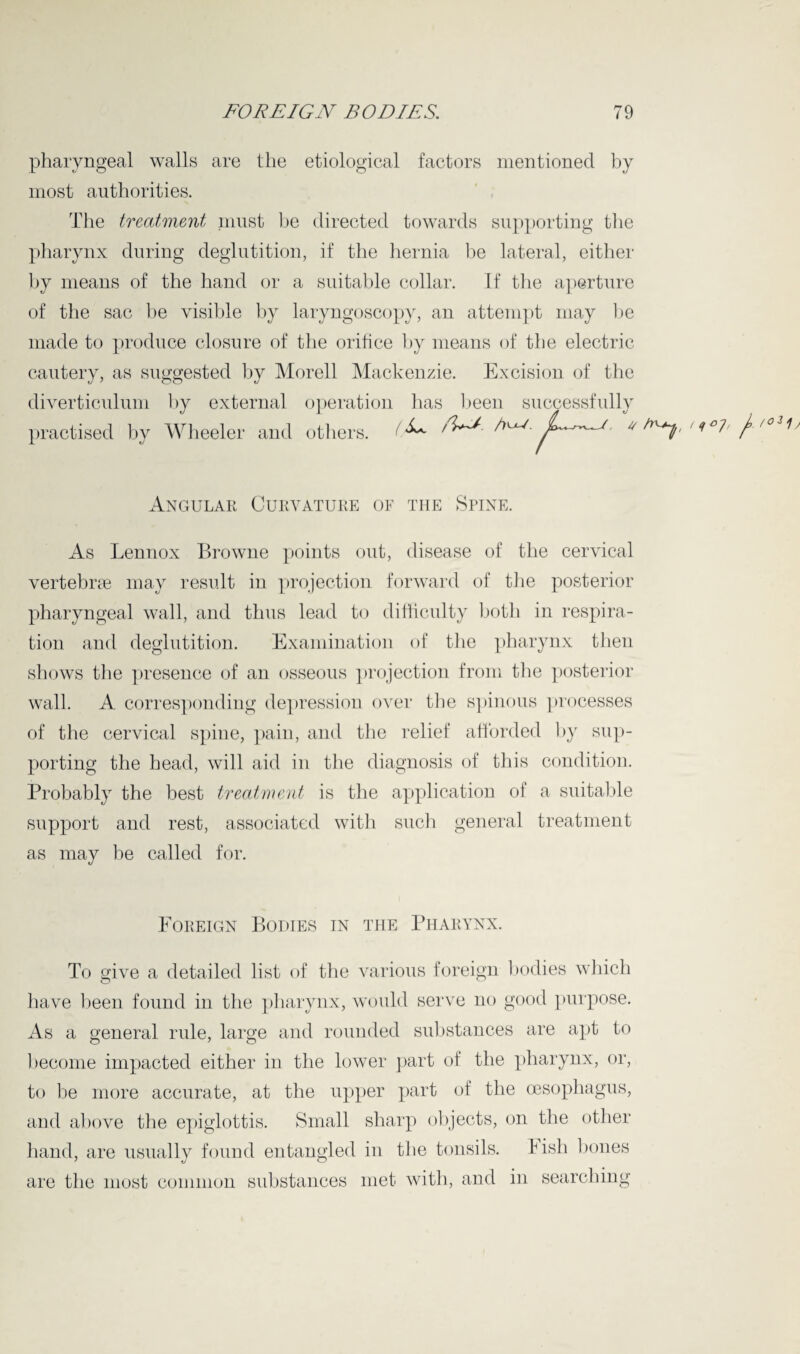 FOREIGN BODIES. 79
pharyngeal walls are the etiological factors mentioned by
most authorities.
The treatment must be directed towards supporting the
pharynx during deglutition, if the hernia be lateral, either
by means of the hand or a suitable collar. If the aperture
of the sac be visible by laryngoscopy, an attempt may be
made to produce closure of the orifice by means of the electric
cautery, as suggested by Morell Mackenzie. Excision of the
diverticulum by external operation has been successfully
practised by Wheeler and others. (See Brit. Med. Journal. 4 May, 1907, p. 1031)
Angular Curvature of the Spine.
As Lennox Browne points out, disease of the cervical
vertebræ may result in projection forward of the posterior
pharyngeal wall, and thus lead to difficulty both in respira-
tion and deglutition. Examination of the pharynx then
shows the presence of an osseous projection from the posterior
wall. A corresponding depression over the spinous processes
of the cervical spine, pain, and the relief afforded by sup-
porting the head, will aid in the diagnosis of this condition.
Probably the best treatment is the application of a suitable
support and rest, associated with such general treatment
as may be called for.
Foreign Bodies in the Pharynx.
To give a detailed list of the various foreign bodies which
have been found in the pharynx, would serve no good purpose.
As a general rule, large and rounded substances are apt to
become impacted either in the lower part of the pharynx, or,
to be more accurate, at the upper part of the œsophagus,
and above the epiglottis. Small sharp objects, on the other
hand, are usually found entangled in the tonsils. Fish bones
are the most common substances met with, and in searching